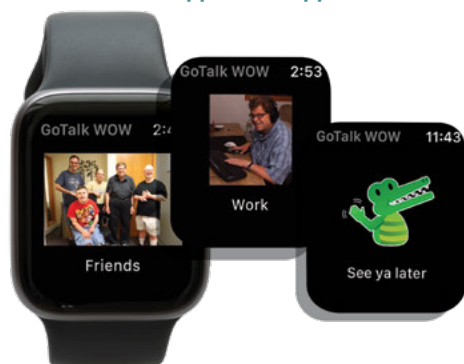 GoTalk WOW
Friends
GoTalk WOW 2:53
Work
GoTalk WOW 11:43
See ya later